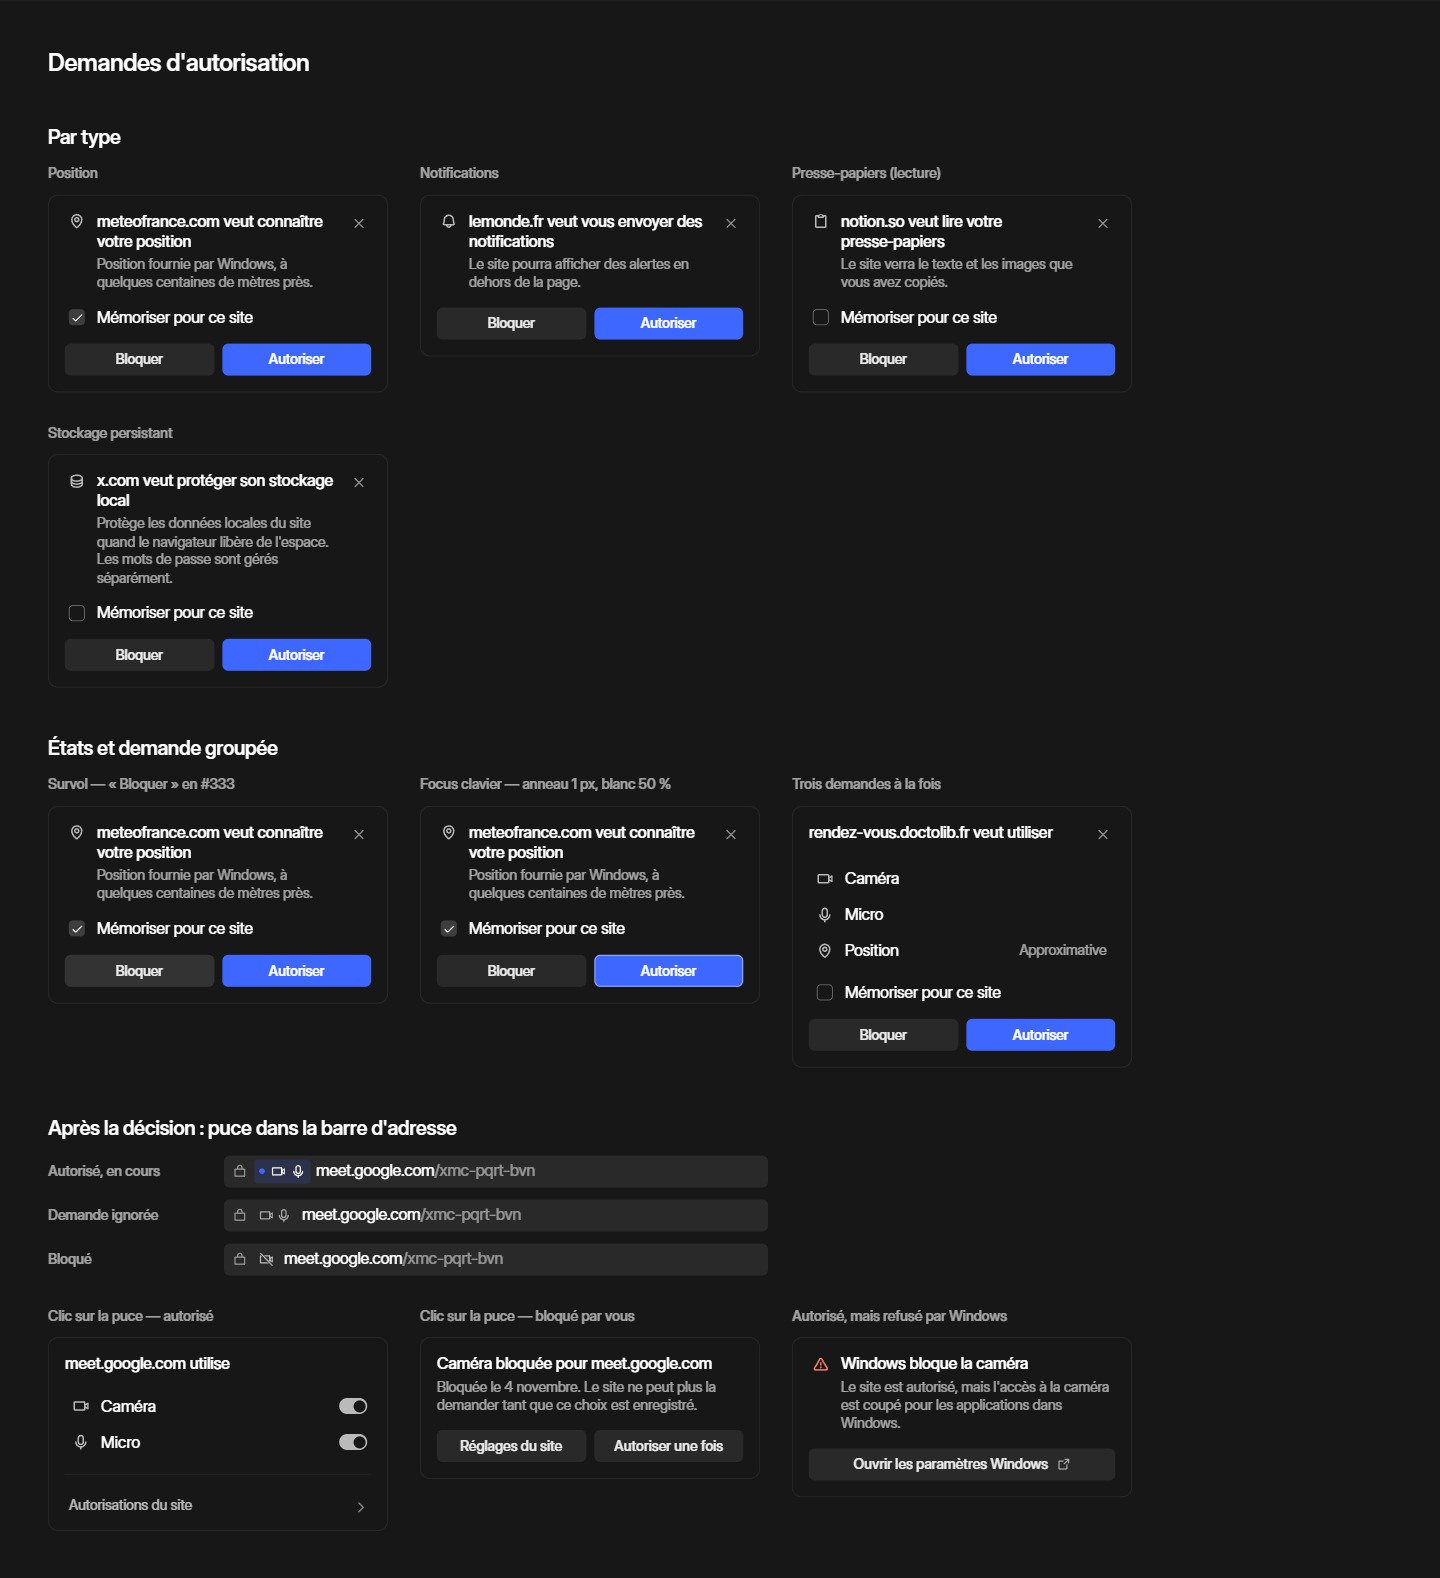 Demandes d'autorisation
Par type
Position
meteofrance.com veut connaître
votre position
Position fournie par Windows, à
quelques centaines de mètres près.
Mémoriser pour ce site
Bloquer
Autoriser
Notifications
lemonde.fr veut vous envoyer des
notifications
Le site pourra afficher des alertes en
dehors de la page.
Bloquer
Autoriser
Presse-papiers (lecture)
notion.so veut lire votre
presse-papiers
Le site verra le texte et les images que
vous avez copiés.
Mémoriser pour ce site
Bloquer
Autoriser
Stockage persistant
x.com veut protéger son stockage
local
Protège les données locales du site
quand le navigateur libère de l'espace.
Les mots de passe sont gérés
séparément.
Mémoriser pour ce site
Bloquer
Autoriser
États et demande groupée
Survol — « Bloquer » en #333
meteofrance.com veut connaître
votre position
Position fournie par Windows, à
quelques centaines de mètres près.
Mémoriser pour ce site
Bloquer
Autoriser
Focus clavier — anneau 1 px, blanc 50 %
meteofrance.com veut connaître
votre position
Position fournie par Windows, à
quelques centaines de mètres près.
Mémoriser pour ce site
Bloquer
Autoriser
Trois demandes à la fois
rendez-vous.doctolib.fr veut utiliser
Caméra
Micro
Position
Approximative
Mémoriser pour ce site
Bloquer
Autoriser
Après la décision : puce dans la barre d'adresse
Autorisé, en cours
meet.google.com/xmc-pqrt-bvn
Demande ignorée
meet.google.com/xmc-pqrt-bvn
Bloqué
meet.google.com/xmc-pqrt-bvn
Clic sur la puce — autorisé
meet.google.com utilise
Caméra
Micro
Autorisations du site
Clic sur la puce — bloqué par vous
Caméra bloquée pour meet.google.com
Bloquée le 4 novembre. Le site ne peut plus la
demander tant que ce choix est enregistré.
Réglages du site
Autoriser une fois
Autorisé, mais refusé par Windows
Windows bloque la caméra
Le site est autorisé, mais l'accès à la caméra
est coupé pour les applications dans
Windows.
Ouvrir les paramètres Windows